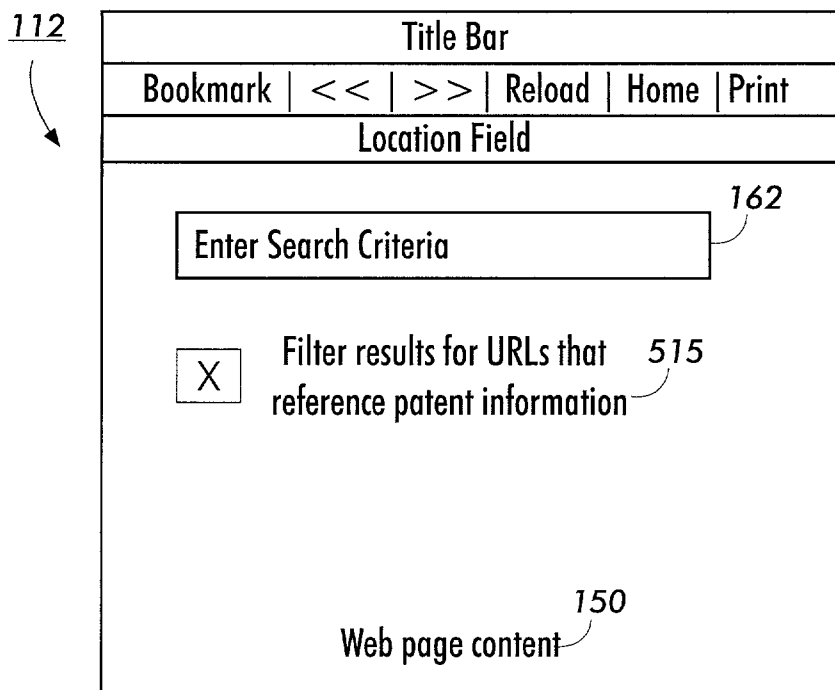 112
Title Bar
Bookmark | << | >> | Reload | Home | Print
Location Field
162
Enter Search Criteria
X
Filter results for URLs that 515
reference patent information
150
Web page content